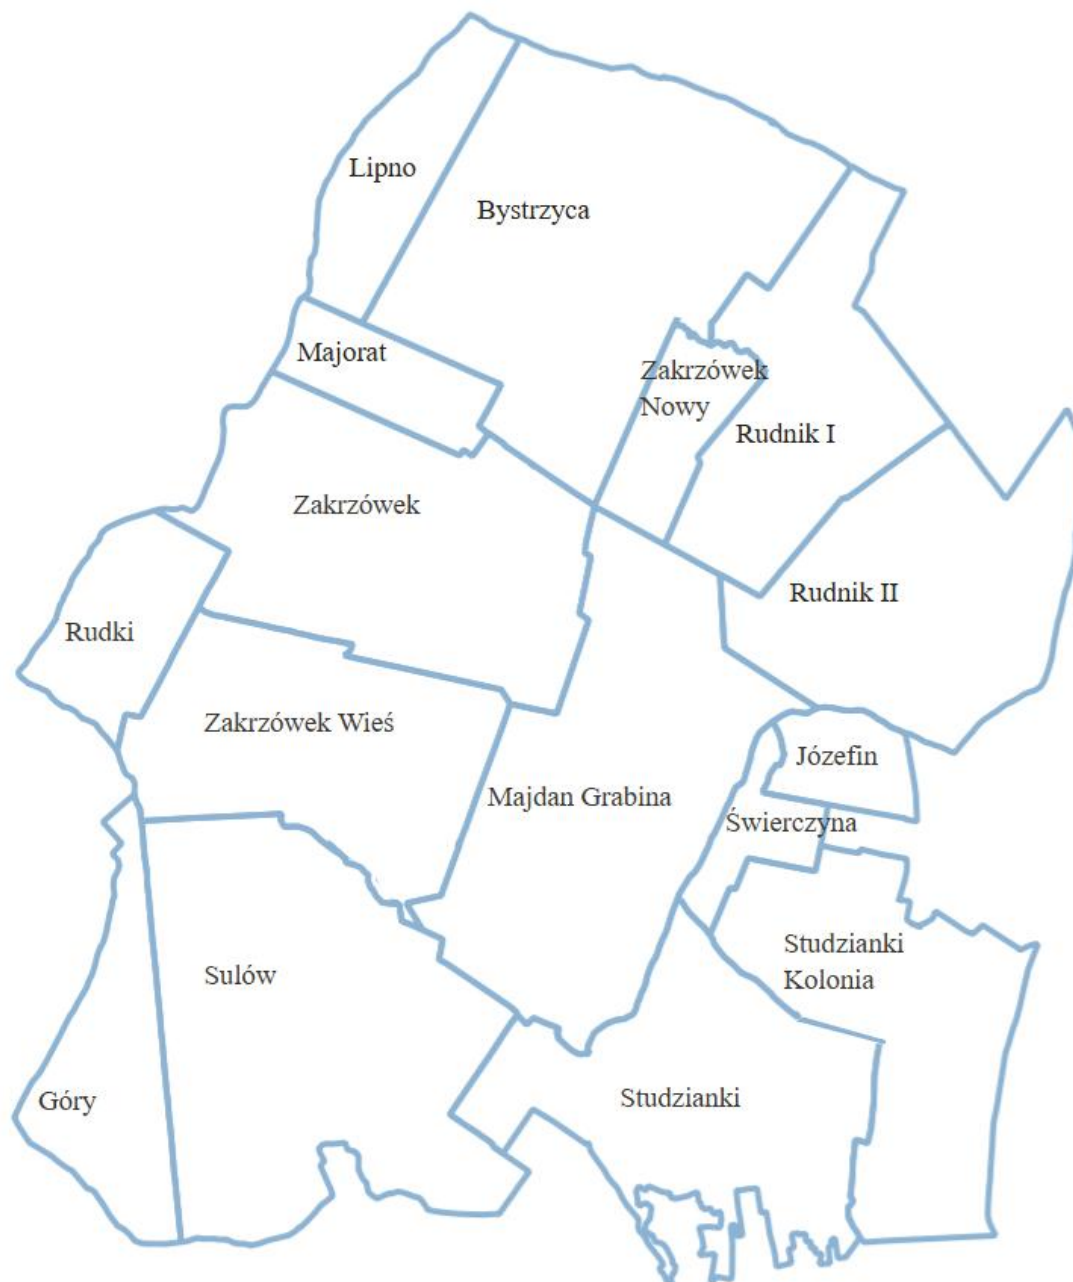 Lipno
Bystrzyca
Majorat
Zakrzówek
Nowy
Rudnik I
Zakrzówek
Rudnik II
Rudki
Zakrzówek Wieś
Józefin
Majdan Grabina
Świerczyna
Studzianki
Kolonia
Sulów
Góry
Studzianki